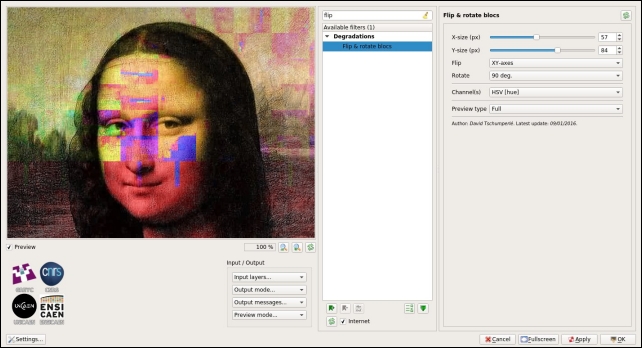 flip
Available filters (1)
Degradations
Flip & rotate blocs
Flip & rotate blocs
X-size (px) 57
Y-size (px) 84
Flip XY-axes
Rotate 90 deg.
Channel(s) HSV [hue]
Preview type Full
Author: David Tschumperlé. Latest update: 09/01/2016.
Preview
100 %
GREYC CNRS
cnrs
UNICAEN
ENSI
CAEN
UNICAEN ENSICAEN
Input / Output
Input layers...
Output mode...
Output messages...
Preview mode...
Internet
Settings...
Cancel Fullscreen Apply OK